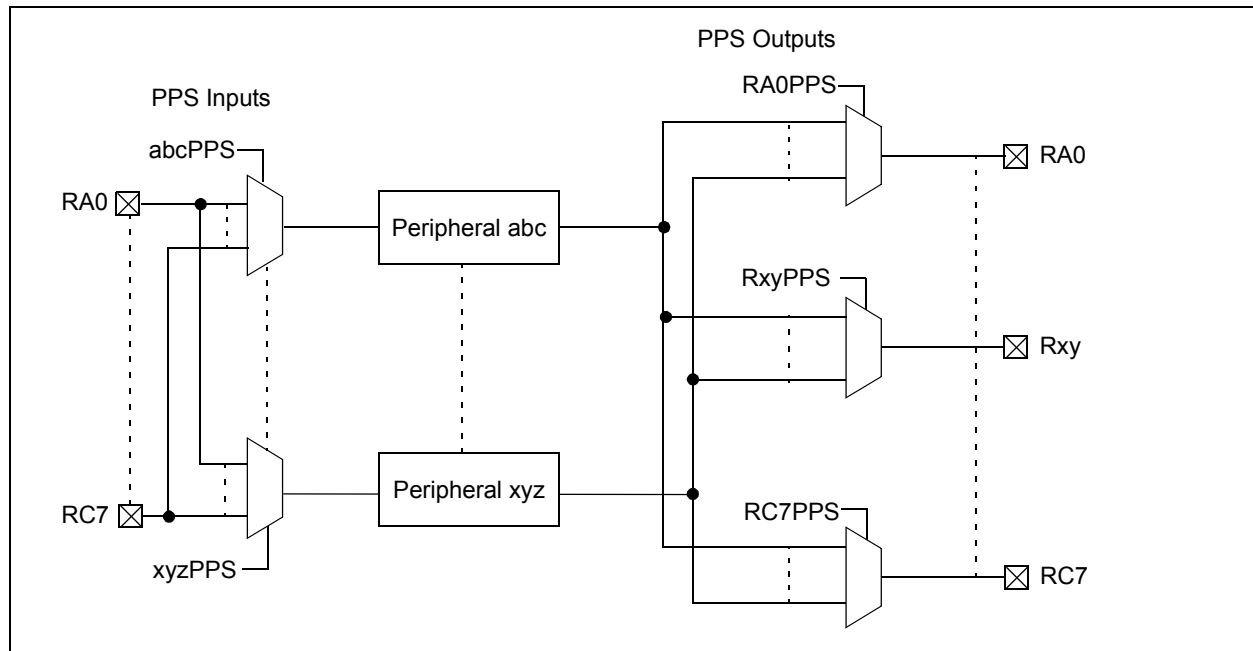 PPS Outputs
RA0PPS
PPS Inputs
abcPPS
RA0
RA0
Peripheral abc
RxyPPS
Rxy
Peripheral xyz
RC7PPS
RC7
xyzPPS
RC7